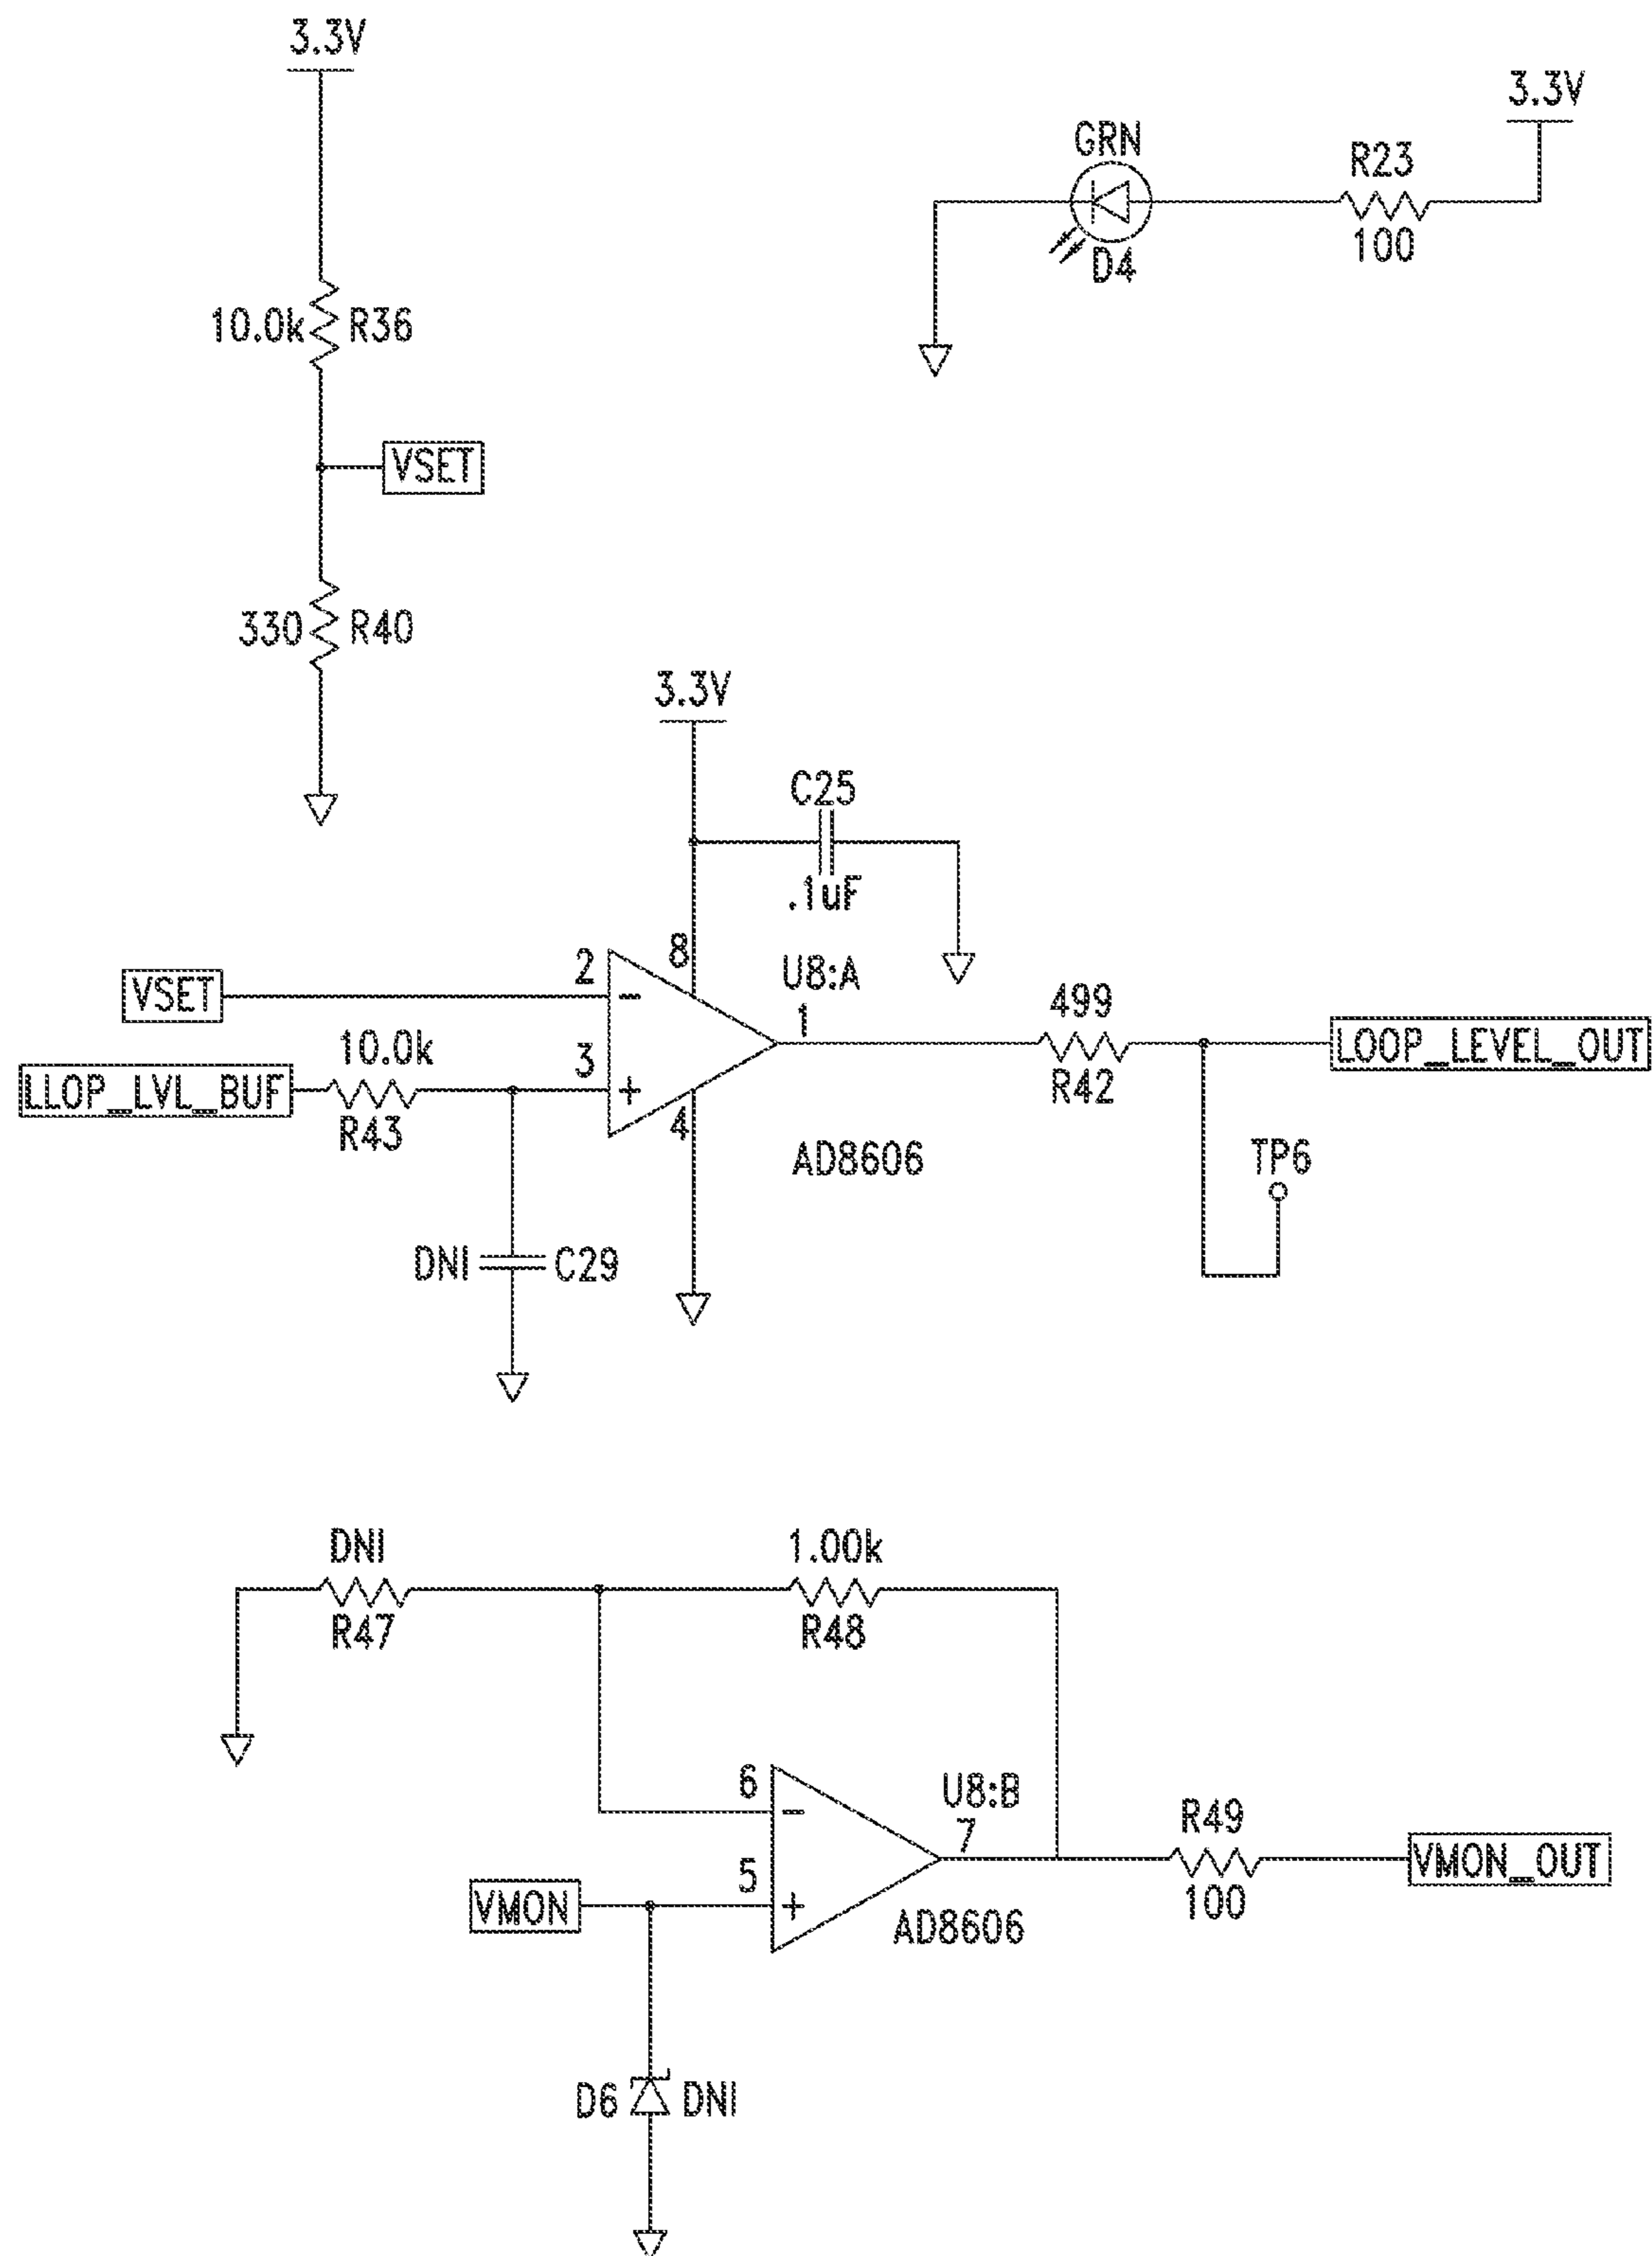 3.3V
10.0k R36
VSET
330 R40
GRN
D4
R23
100
3.3V
3.3V
C25
.1uF
VSET
2
8
U8:A
1
LLOP_LVL_BUF
10.0k
R43
3
4
AD8606
499
R42
LOOP_LEVEL_OUT
TP6
DNI C29
DNI
R47
1.00k
R48
6
U8:B
7
5
VMON
AD8606
R49
100
VMON_OUT
D6 DNI